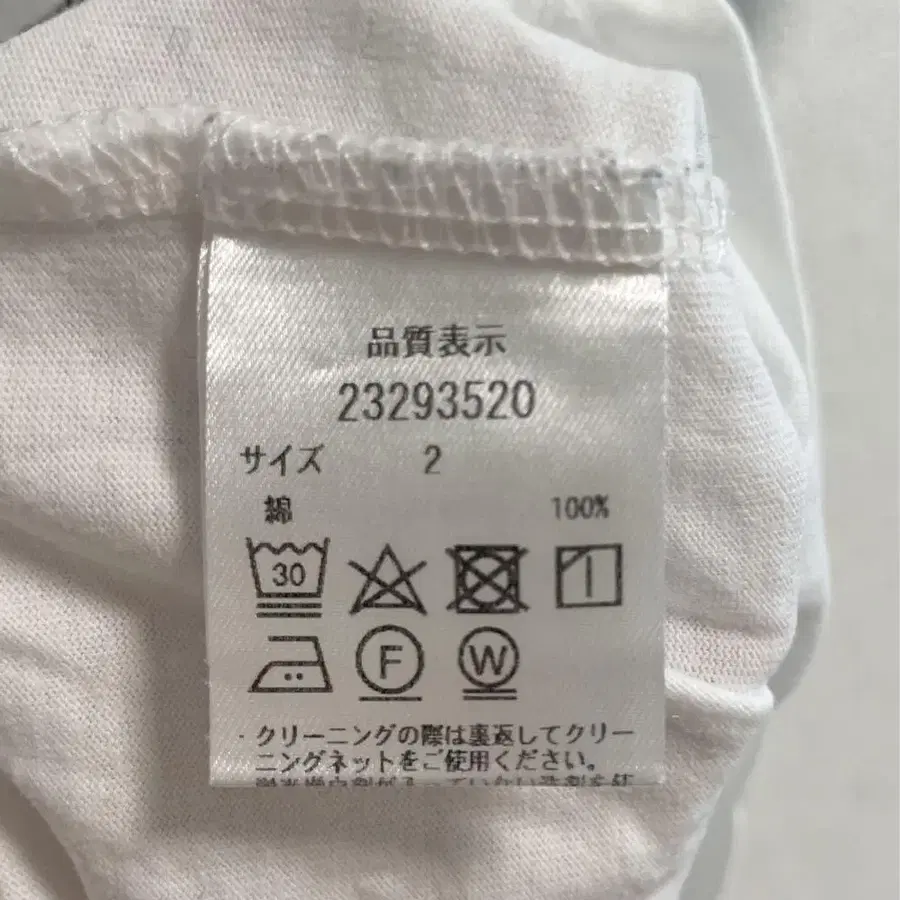 品質表示
23293520
サイズ 2
綿 100%
30
F W
・クリーニングの際は裏返してクリー
ニングネットをご使用ください。